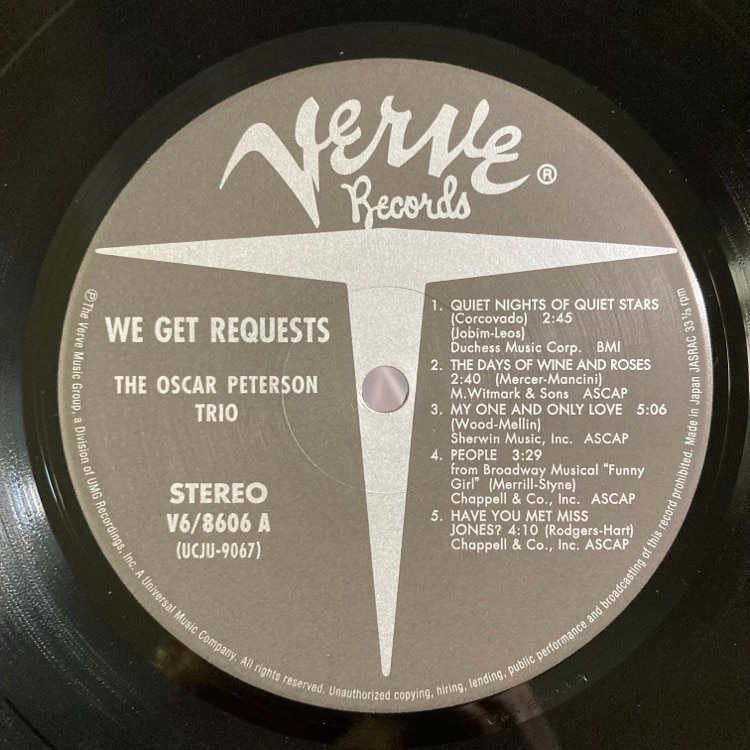 Verve ®
Records
WE GET REQUESTS
THE OSCAR PETERSON
TRIO
STEREO
V6/8606 A
(UCJU-9067)
1. QUIET NIGHTS OF QUIET STARS
(Corcovado) 2:45
(Jobim-Leos)
Duchess Music Corp. BMI
2. THE DAYS OF WINE AND ROSES
2:40 (Mercer-Mancini)
M.Witmark & Sons ASCAP
3. MY ONE AND ONLY LOVE 5:06
(Wood-Mellin)
Sherwin Music, Inc. ASCAP
4. PEOPLE 3:29
from Broadway Musical "Funny
Girl" (Merrill-Styne)
Chappell & Co., Inc. ASCAP
5. HAVE YOU MET MISS
JONES? 4:10 (Rodgers-Hart)
Chappell & Co., Inc. ASCAP
℗The Verve Music Group, a Division of UMG Recordings, Inc. A Universal Music Company. All rights reserved. Unauthorized copying, hiring, lending, public performance and broadcasting of this record prohibited. Made in Japan JASRAC 33 ⅓ rpm